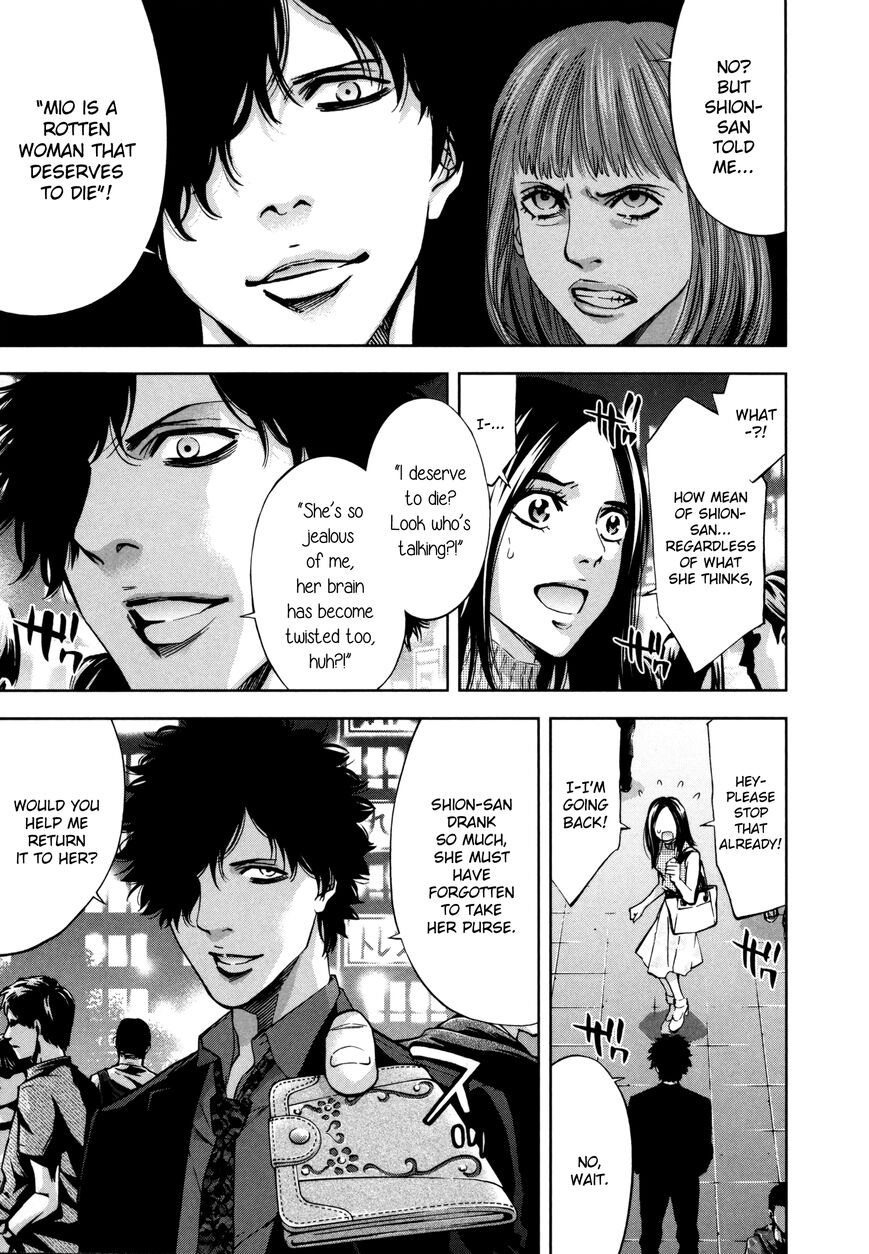 NO?
BUT
SHION-
SAN
TOLD
ME...
"MIO IS A
ROTTEN
WOMAN THAT
DESERVES
TO DIE"!
WHAT
-?!
HOW MEAN
OF SHION-
SAN...
REGARDLESS
OF WHAT
SHE THINKS,
I-...
"I deserve
to die?
Look who's
talking?!"
"She's so
jealous
of me,
her brain
has become
twisted too,
huh?!"
HEY-
PLEASE
STOP
THAT
ALREADY!
I-I'M
GOING
BACK!
NO,
WAIT.
SHION-SAN
DRANK
SO MUCH,
SHE MUST
HAVE
FORGOTTEN
TO TAKE
HER PURSE.
WOULD YOU
HELP ME
RETURN
IT TO HER?